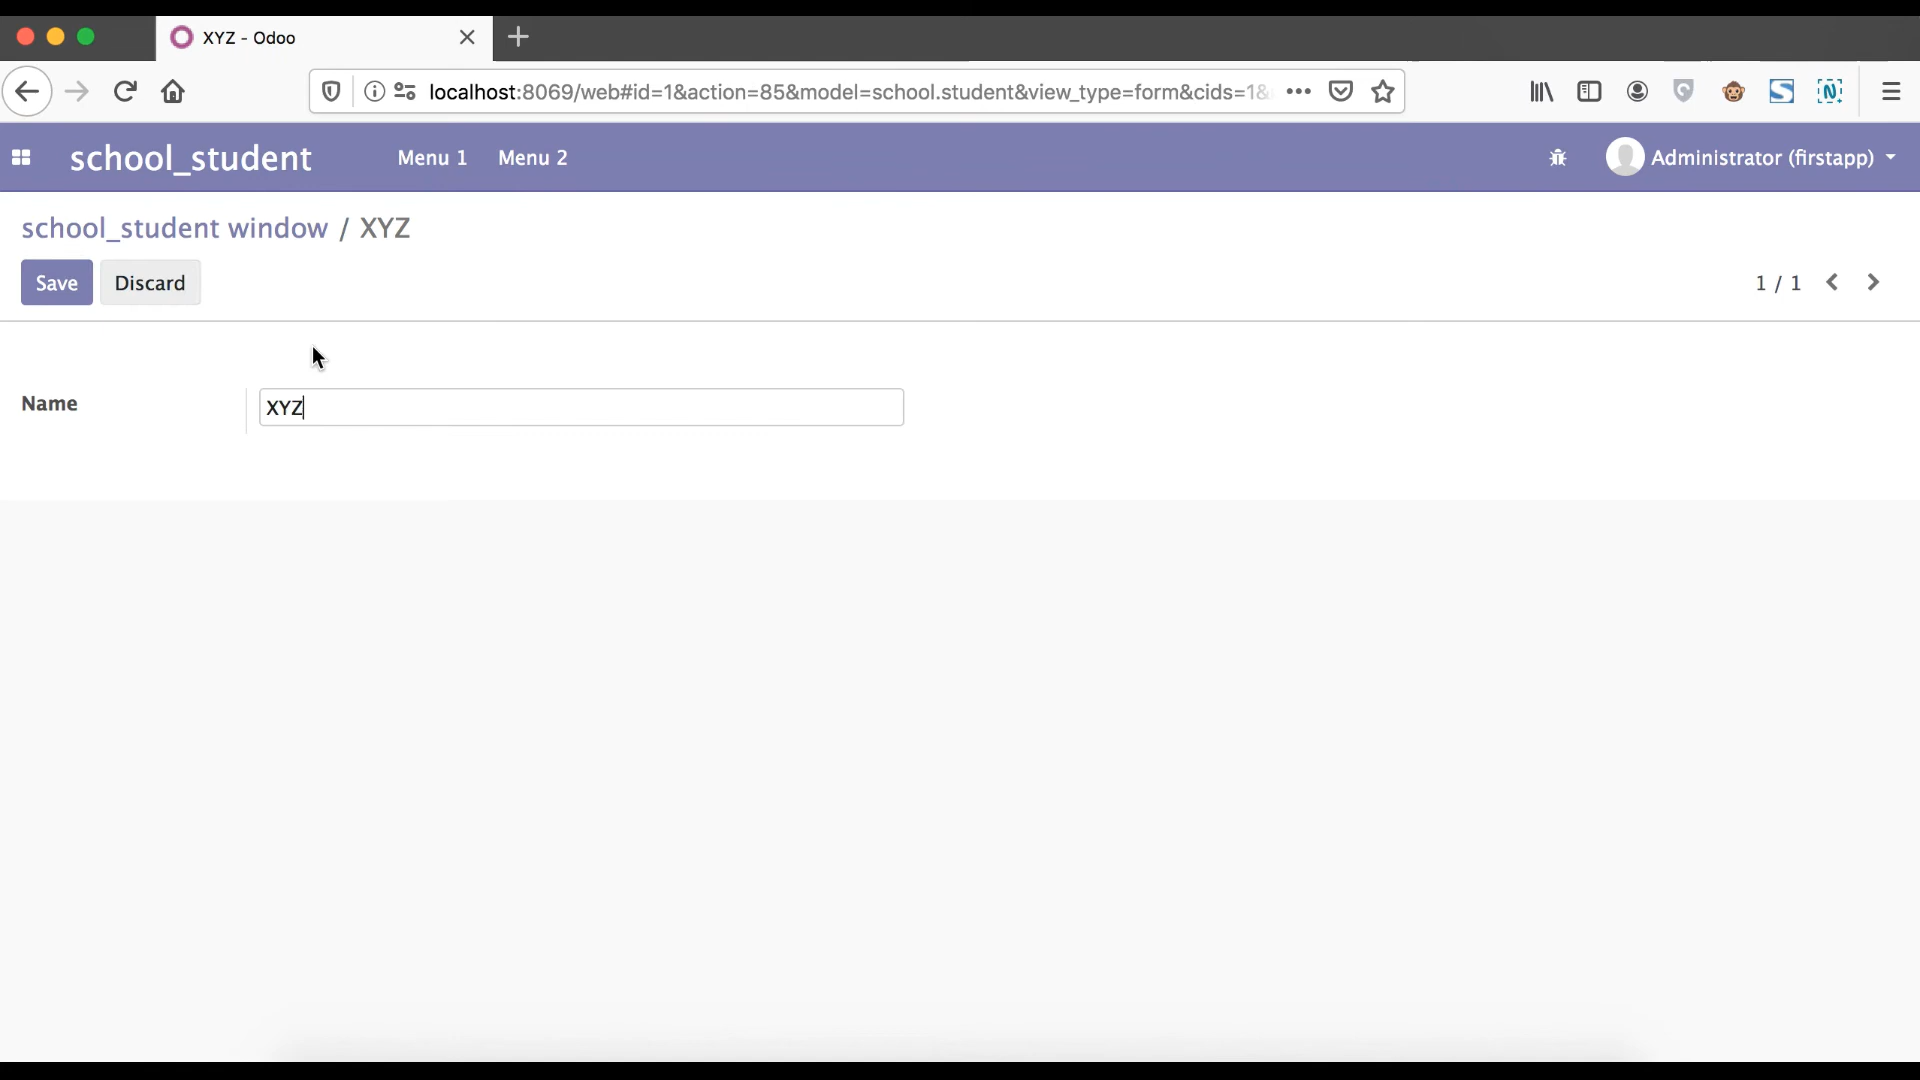 XYZ - Odoo
localhost:8069/web#id=1&action=85&model=school.student&view_type=form&cids=1&
school_student
Menu 1
Menu 2
Administrator (firstapp)
school_student window / XYZ
Save
Discard
1 / 1
Name
XYZ